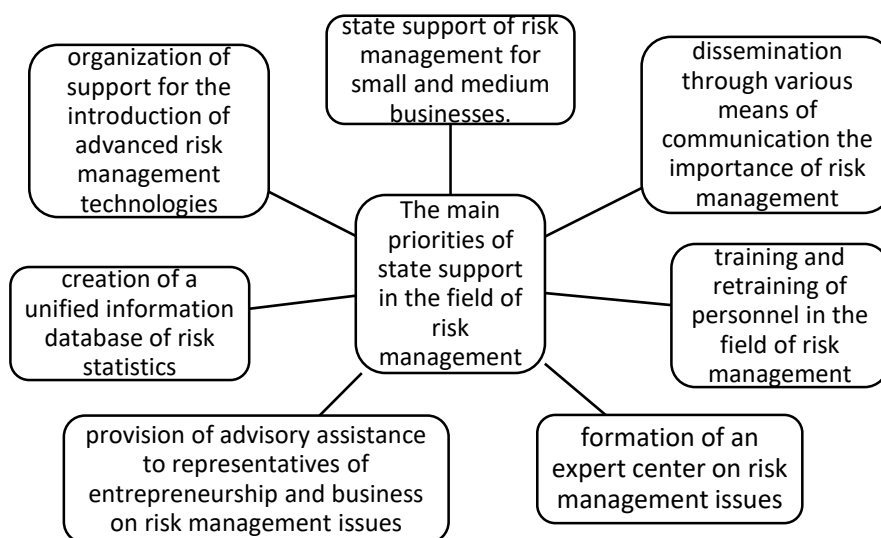 state support of risk
management for
small and medium
businesses.
organization of
support for the
introduction of
advanced risk
management
technologies
dissemination
through various
means of
communication the
importance of risk
management
The main
priorities of
state support
in the field of
risk
management
creation of a
unified information
database of risk
statistics
training and
retraining of
personnel in the
field of risk
management
provision of advisory assistance
to representatives of
entrepreneurship and business
on risk management issues
formation of an
expert center on risk
management issues